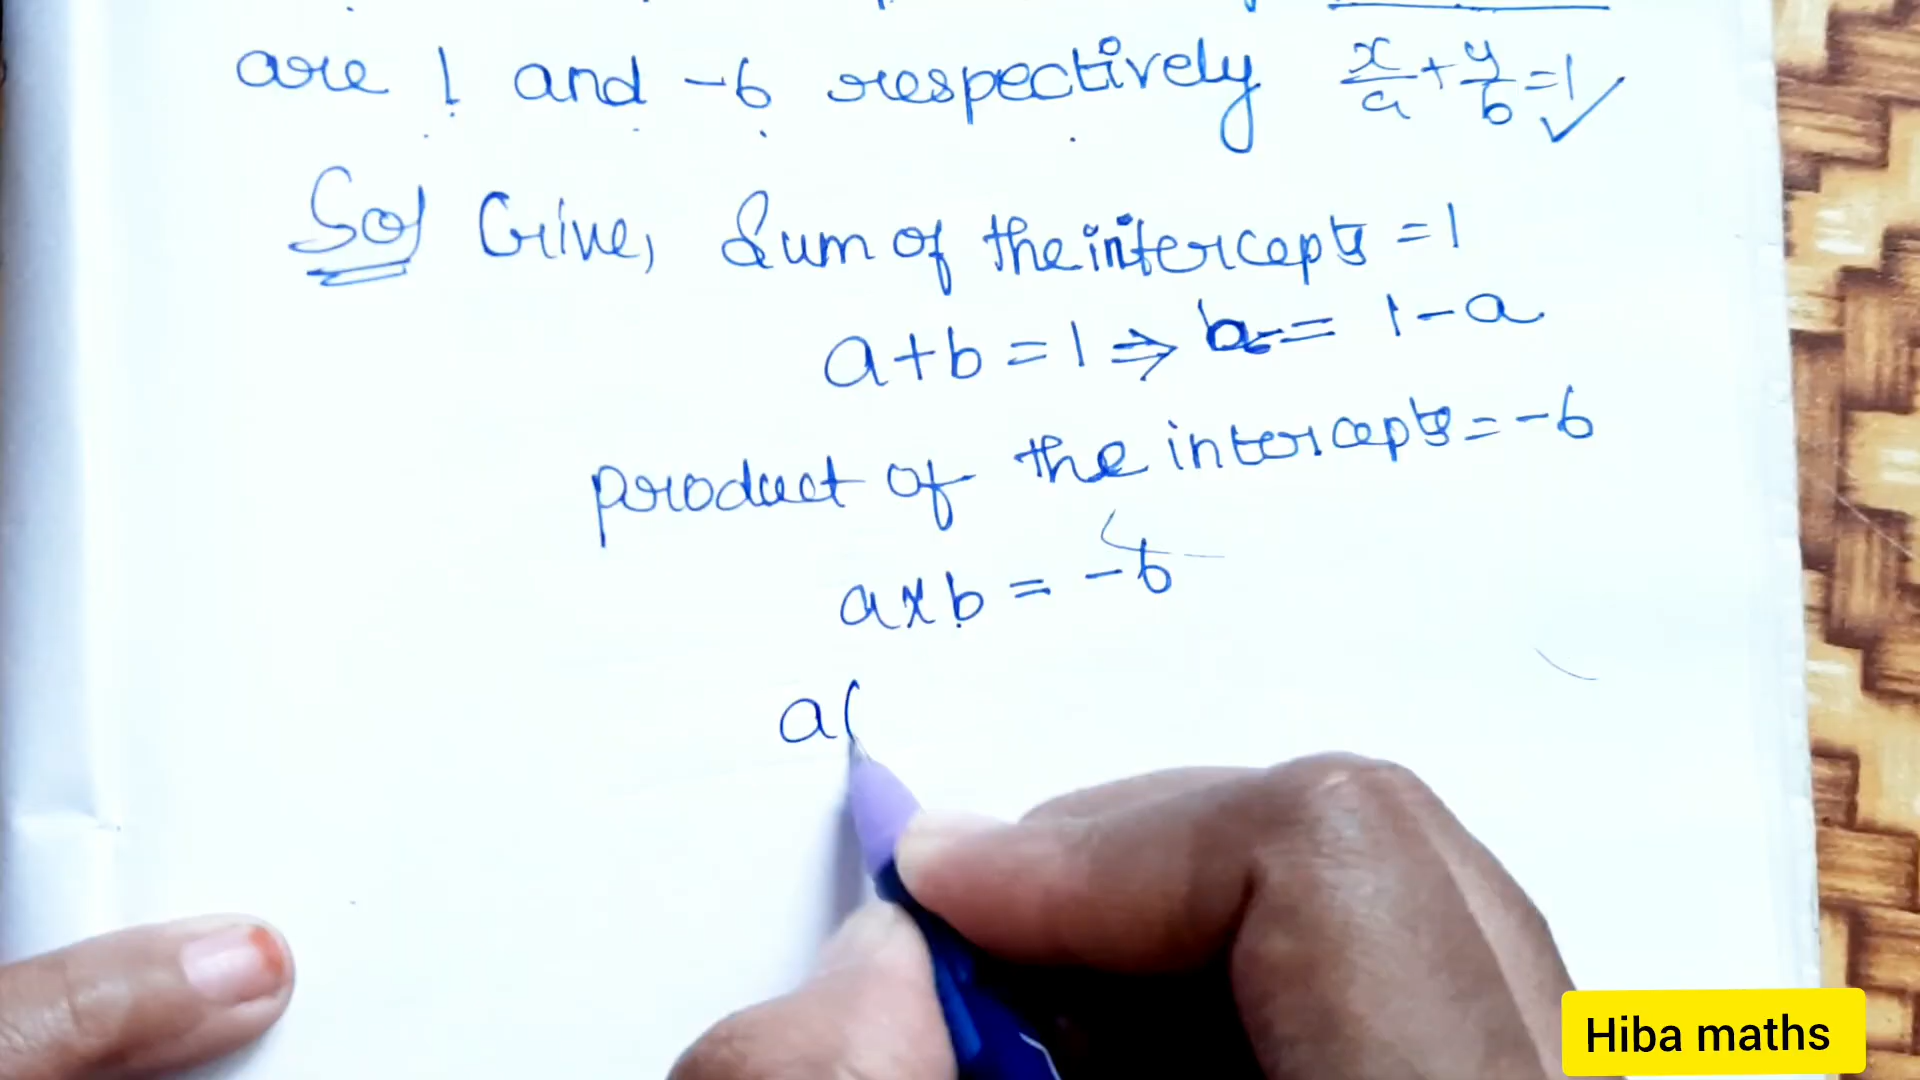 are 1 and -6 respectively x/a + y/b = 1 ✓
Sol Give, Sum of the intercepts = 1
a+b = 1 ⇒ b = 1-a
product of the intercepts = -6
a×b = -6
a(
Hiba maths